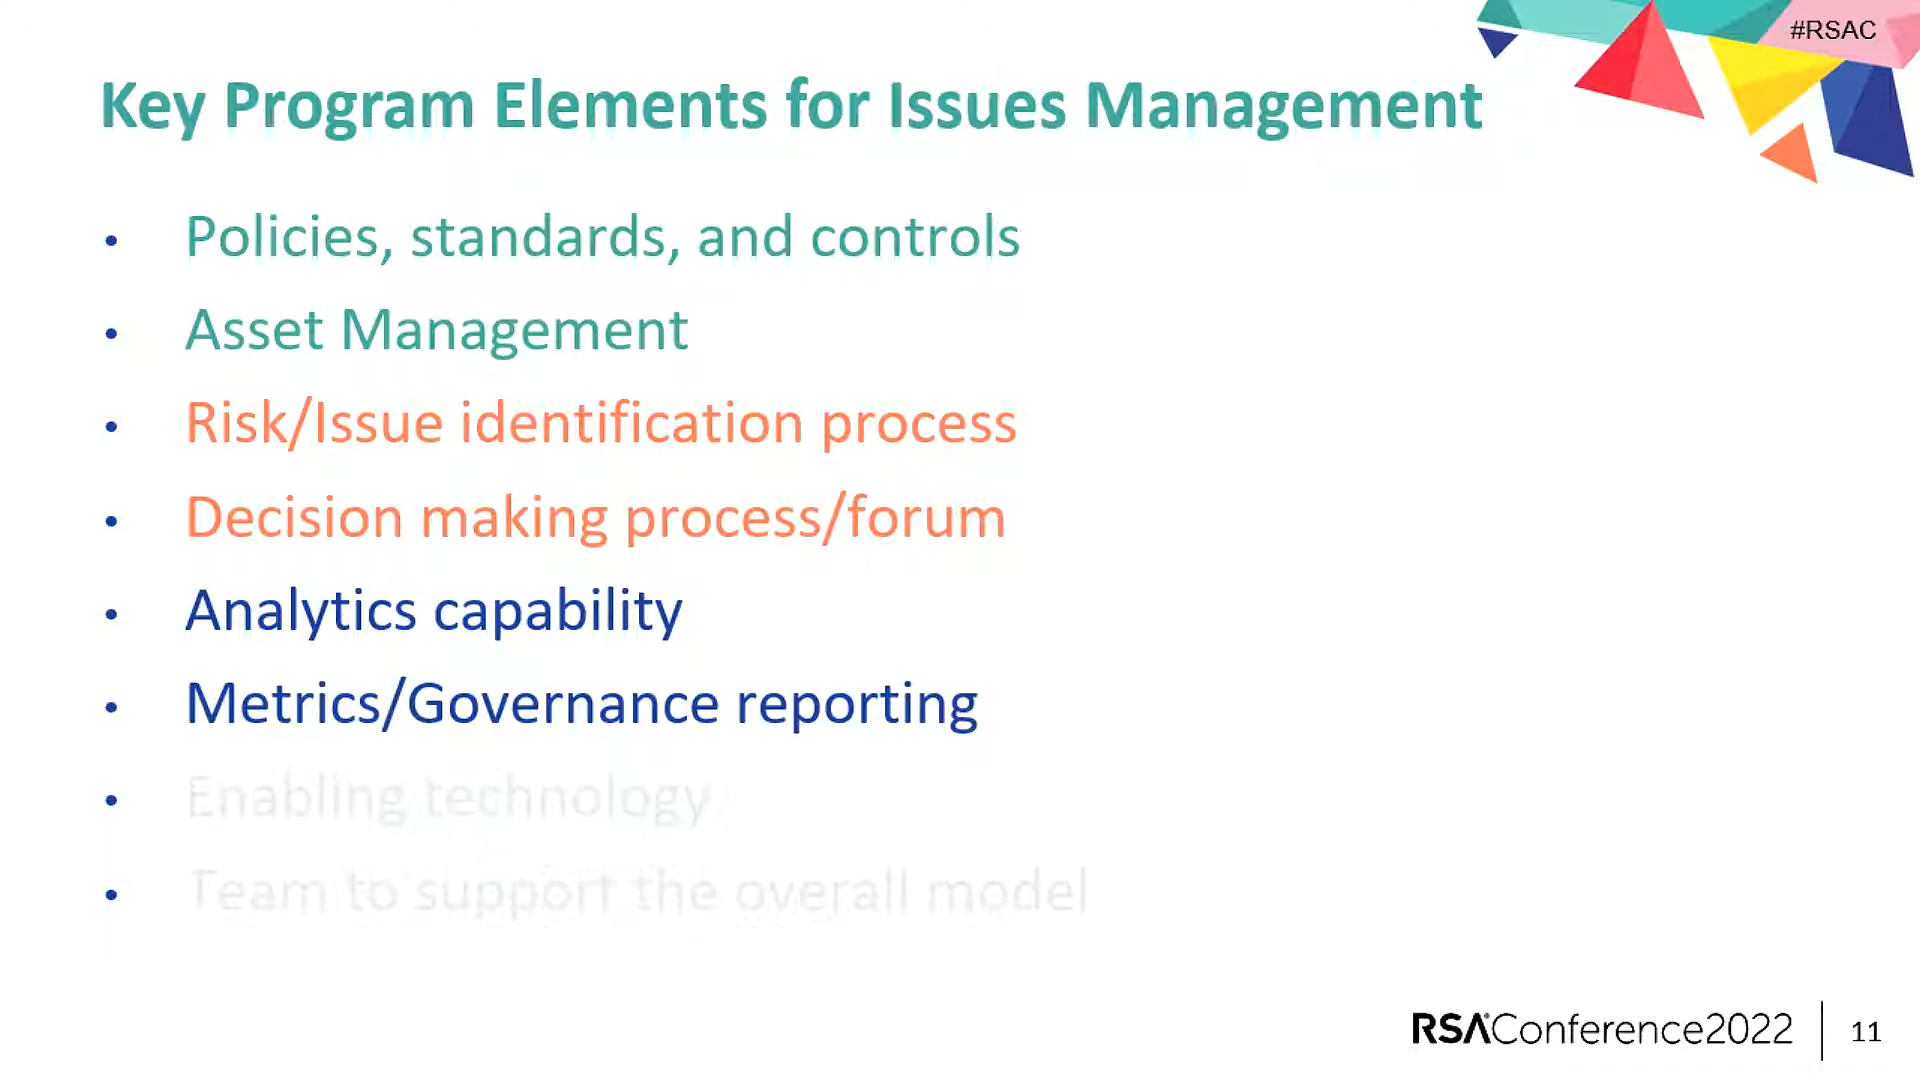 #RSAC
Key Program Elements for Issues Management
• Policies, standards, and controls
• Asset Management
• Risk/Issue identification process
• Decision making process/forum
• Analytics capability
• Metrics/Governance reporting
• Enabling technology
• Team to support the overall model
RSAConference2022
11